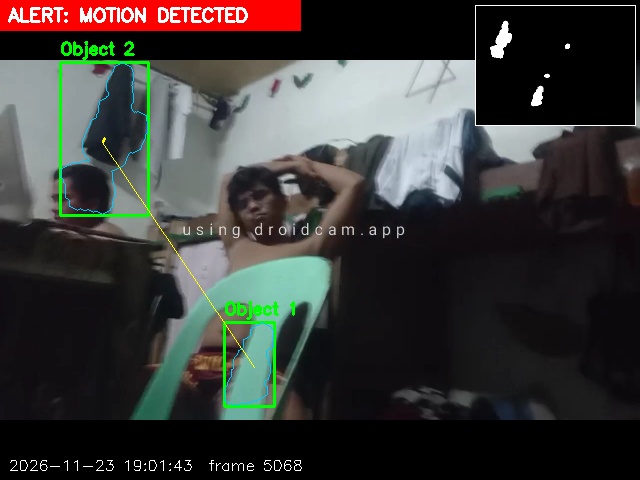 ALERT: MOTION DETECTED
Object 2
using droidcam.app
Object 1
2026-11-23 19:01:43 frame 5068